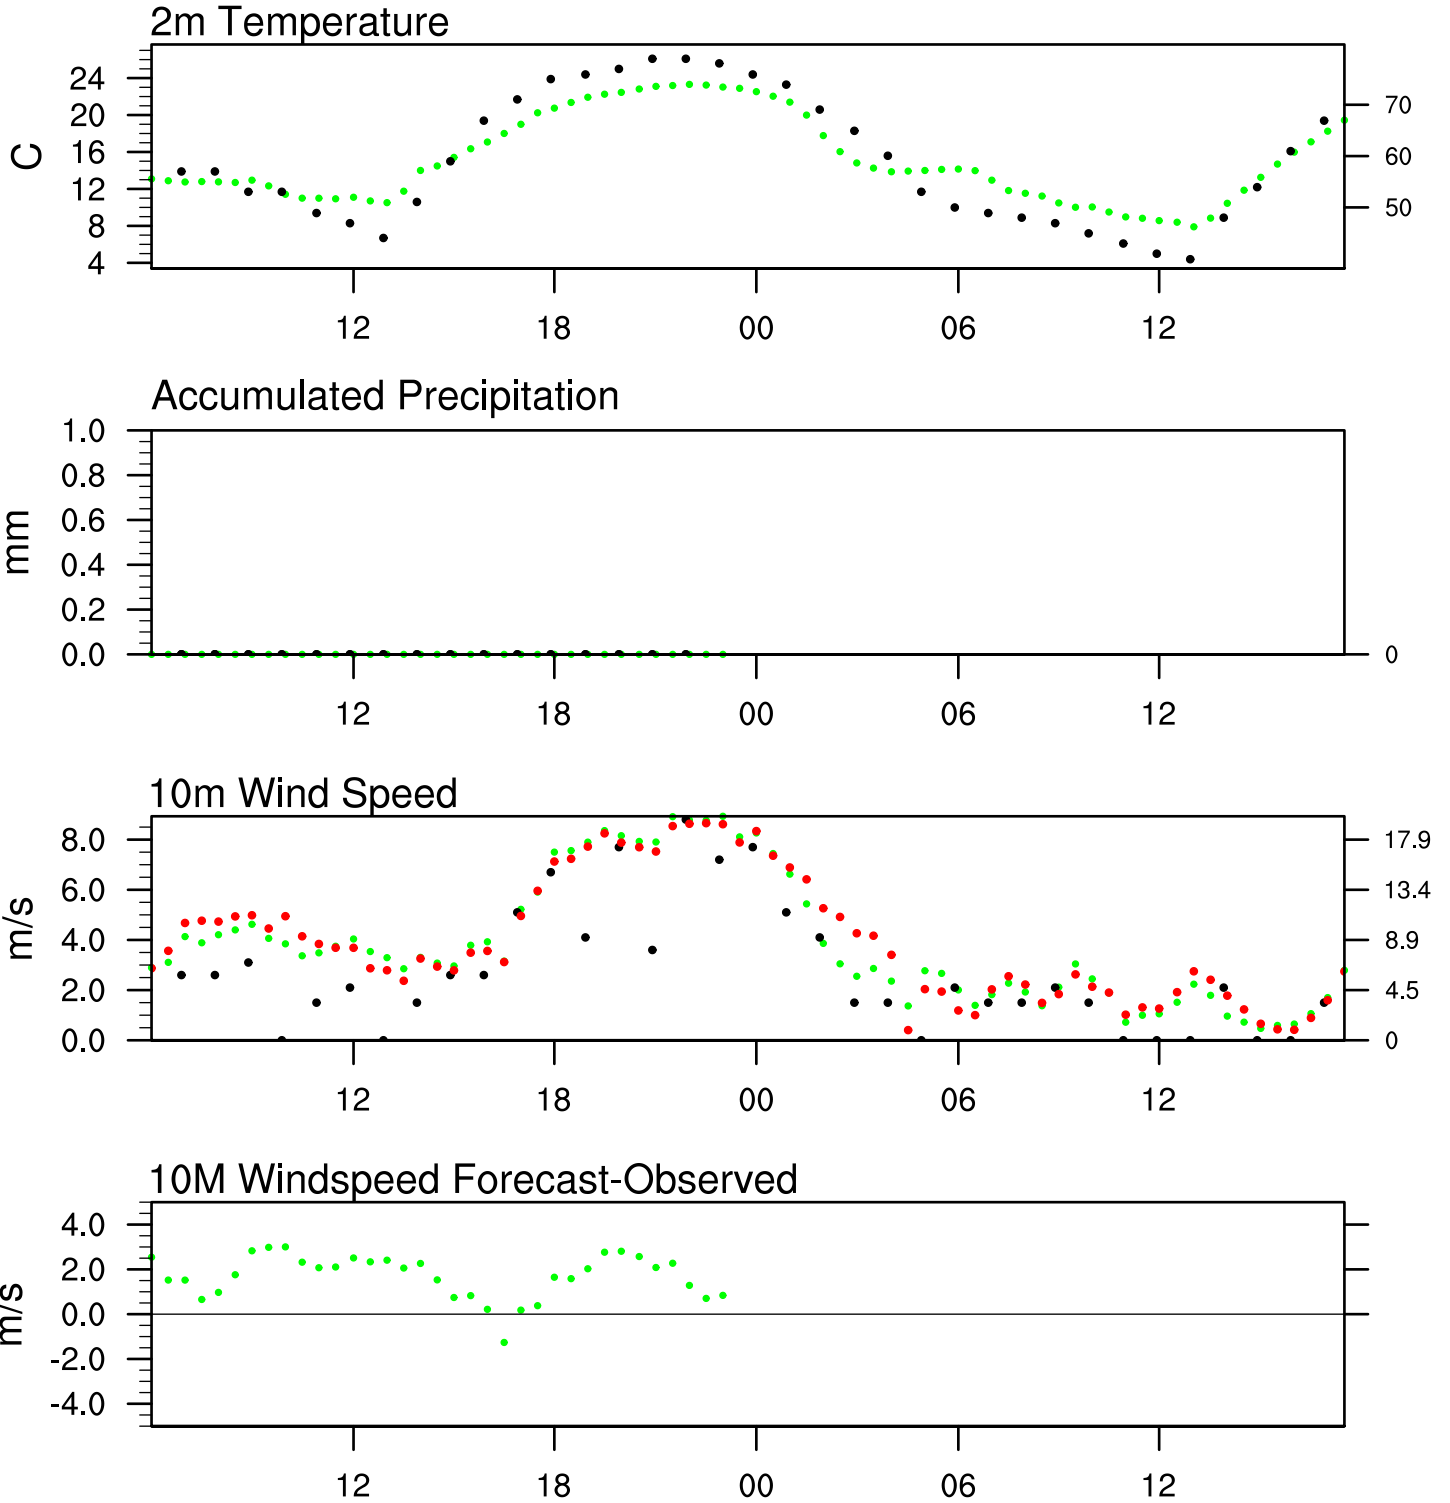 2m Temperature
24
20
16
12
8
4
C
70
60
50
12 18 00 06 12
Accumulated Precipitation
1.0
0.8
0.6
0.4
0.2
0.0
mm
0
12 18 00 06 12
10m Wind Speed
8.0
6.0
4.0
2.0
0.0
m/s
17.9
13.4
8.9
4.5
0
12 18 00 06 12
10M Windspeed Forecast-Observed
4.0
2.0
0.0
-2.0
-4.0
m/s
12 18 00 06 12